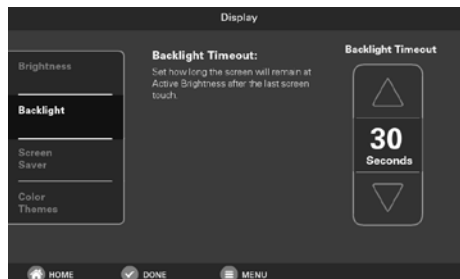 Display
Brightness
Backlight
Screen
Saver
Color
Themes
Backlight Timeout:
Set how long the screen will remain at
Active Brightness after the last screen
touch.
Backlight Timeout
30
Seconds
HOME
DONE
MENU